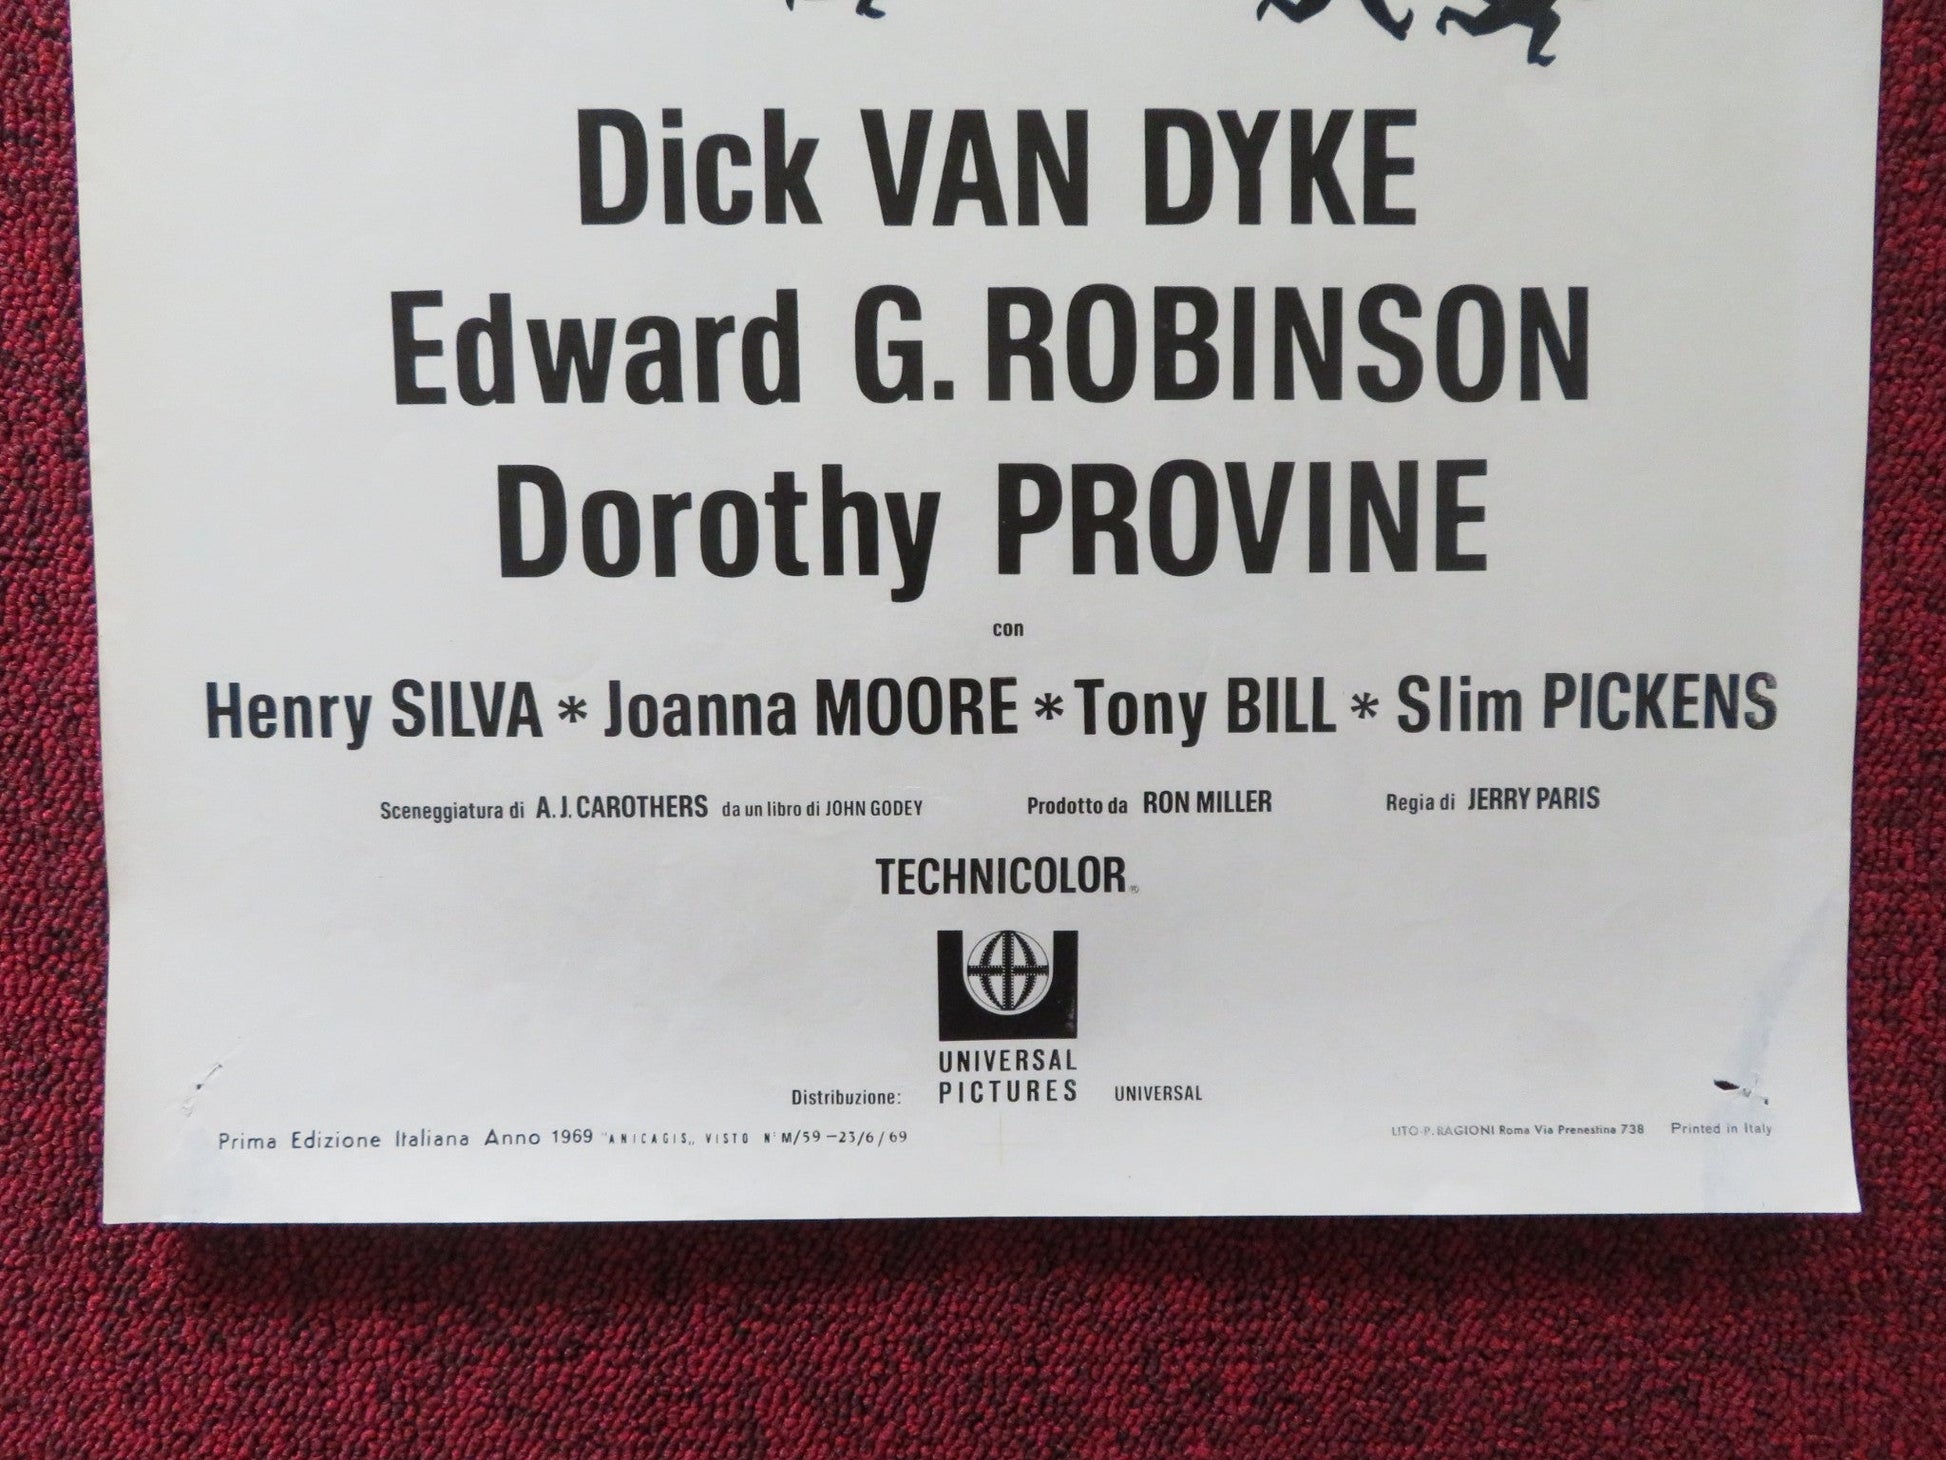 Dick VAN DYKE
Edward G. ROBINSON
Dorothy PROVINE
con
Henry SILVA * Joanna MOORE * Tony BILL * Slim PICKENS
Sceneggiatura di A. J. CAROTHERS da un libro di JOHN GODEY Prodotto da RON MILLER Regia di JERRY PARIS
TECHNICOLOR®
UNIVERSAL
Distribuzione: PICTURES UNIVERSAL
Prima Edizione Italiana Anno 1969 "ANICAGIS,, VISTO N° M/59 - 23/6/69 LITO-P. RAGIONI Roma Via Prenestina 738 Printed in Italy